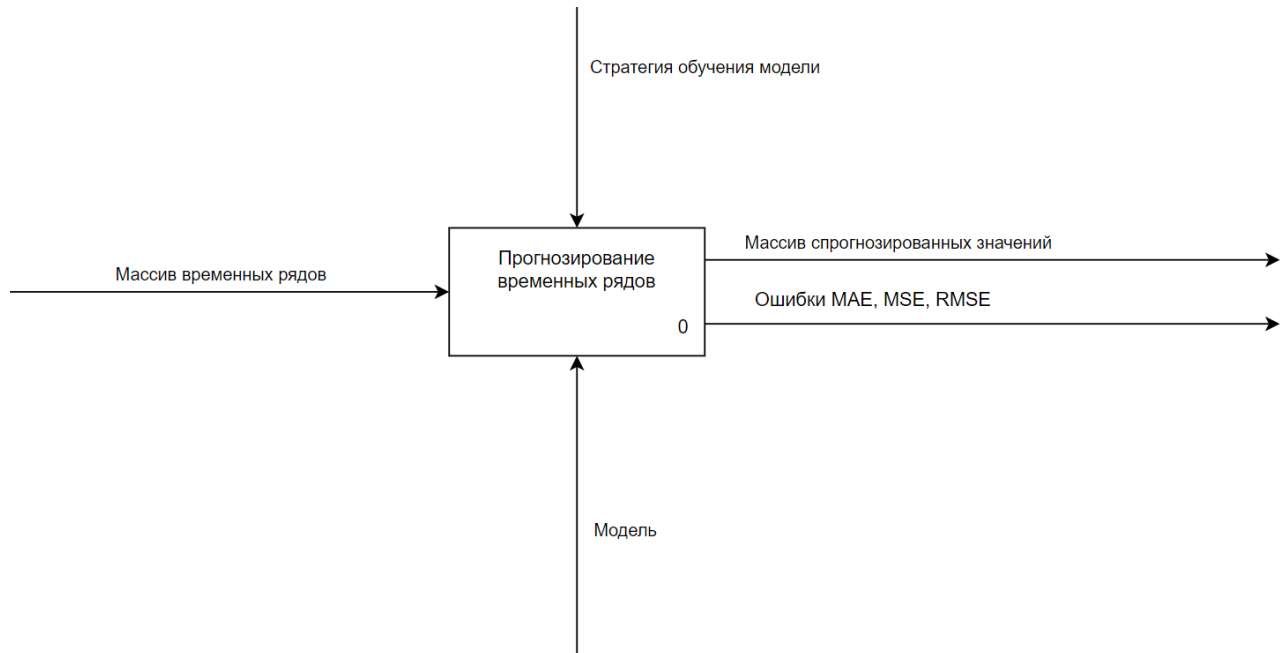 Стратегия обучения модели
Массив временных рядов
Прогнозирование
временных рядов
0
Массив спрогнозированных значений
Ошибки MAE, MSE, RMSE
Модель